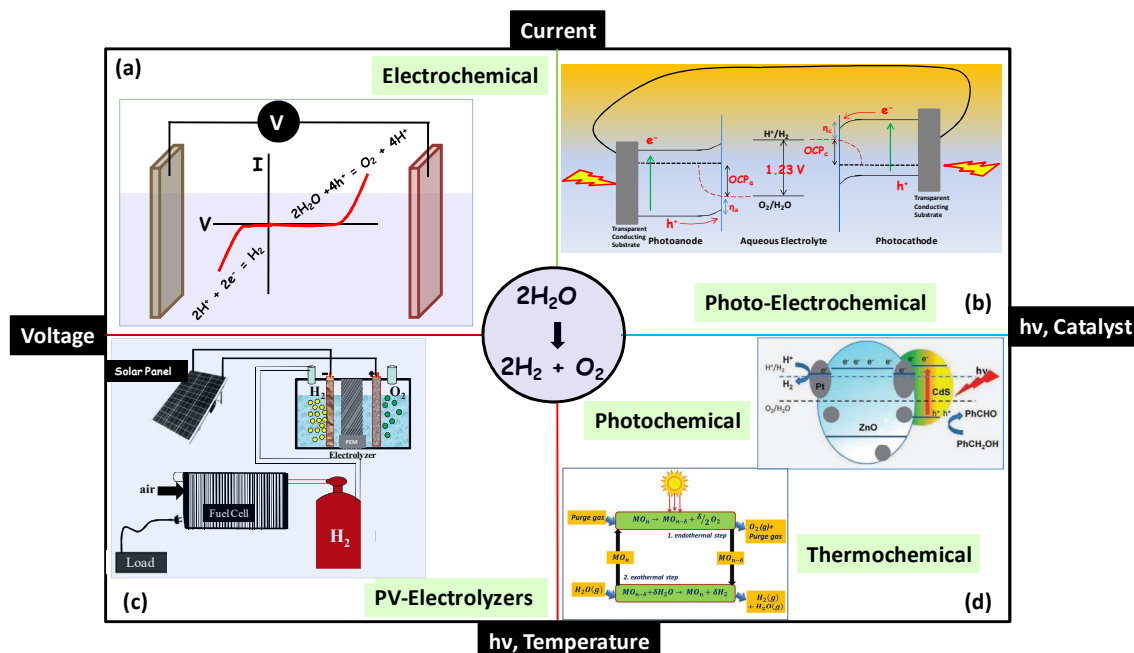 Current
(a)
Electrochemical
V
I
V
2H₂O +4h⁺ = O₂ + 4H⁺
2H⁺ + 2e⁻ = H₂
e⁻
H⁺/H₂
η꜀
e⁻
OCP꜀
OCPₐ
1.23 V
h⁺
O₂/H₂O
ηₐ
h⁺
Transparent
Conducting
Substrate
Transparent
Conducting
Substrate
Photoanode
Aqueous Electrolyte
Photocathode
Photo-Electrochemical
(b)
Voltage
hν, Catalyst
2H₂O
2H₂ + O₂
Solar Panel
H₂
O₂
PEM
Electrolyzer
air
Fuel Cell
H₂
Load
(c)
PV-Electrolyzers
Photochemical
H⁺
H⁺/H₂
H₂
e⁻
Pt
e⁻ e⁻ e⁻
e⁻
e⁻ e⁻
CdS
hν
O₂/H₂O
h⁺ h⁺
PhCHO
ZnO
PhCH₂OH
Purge gas
MOₙ → MOₙ₋δ + δ/2 O₂
O₂(g)+
Purge gas
1. endothermal step
MOₙ
MOₙ₋δ
2. exothermal step
H₂O(g)
MOₙ₋δ+δH₂O → MOₙ + δH₂
H₂(g)
+ H₂O(g)
Thermochemical
(d)
hν, Temperature